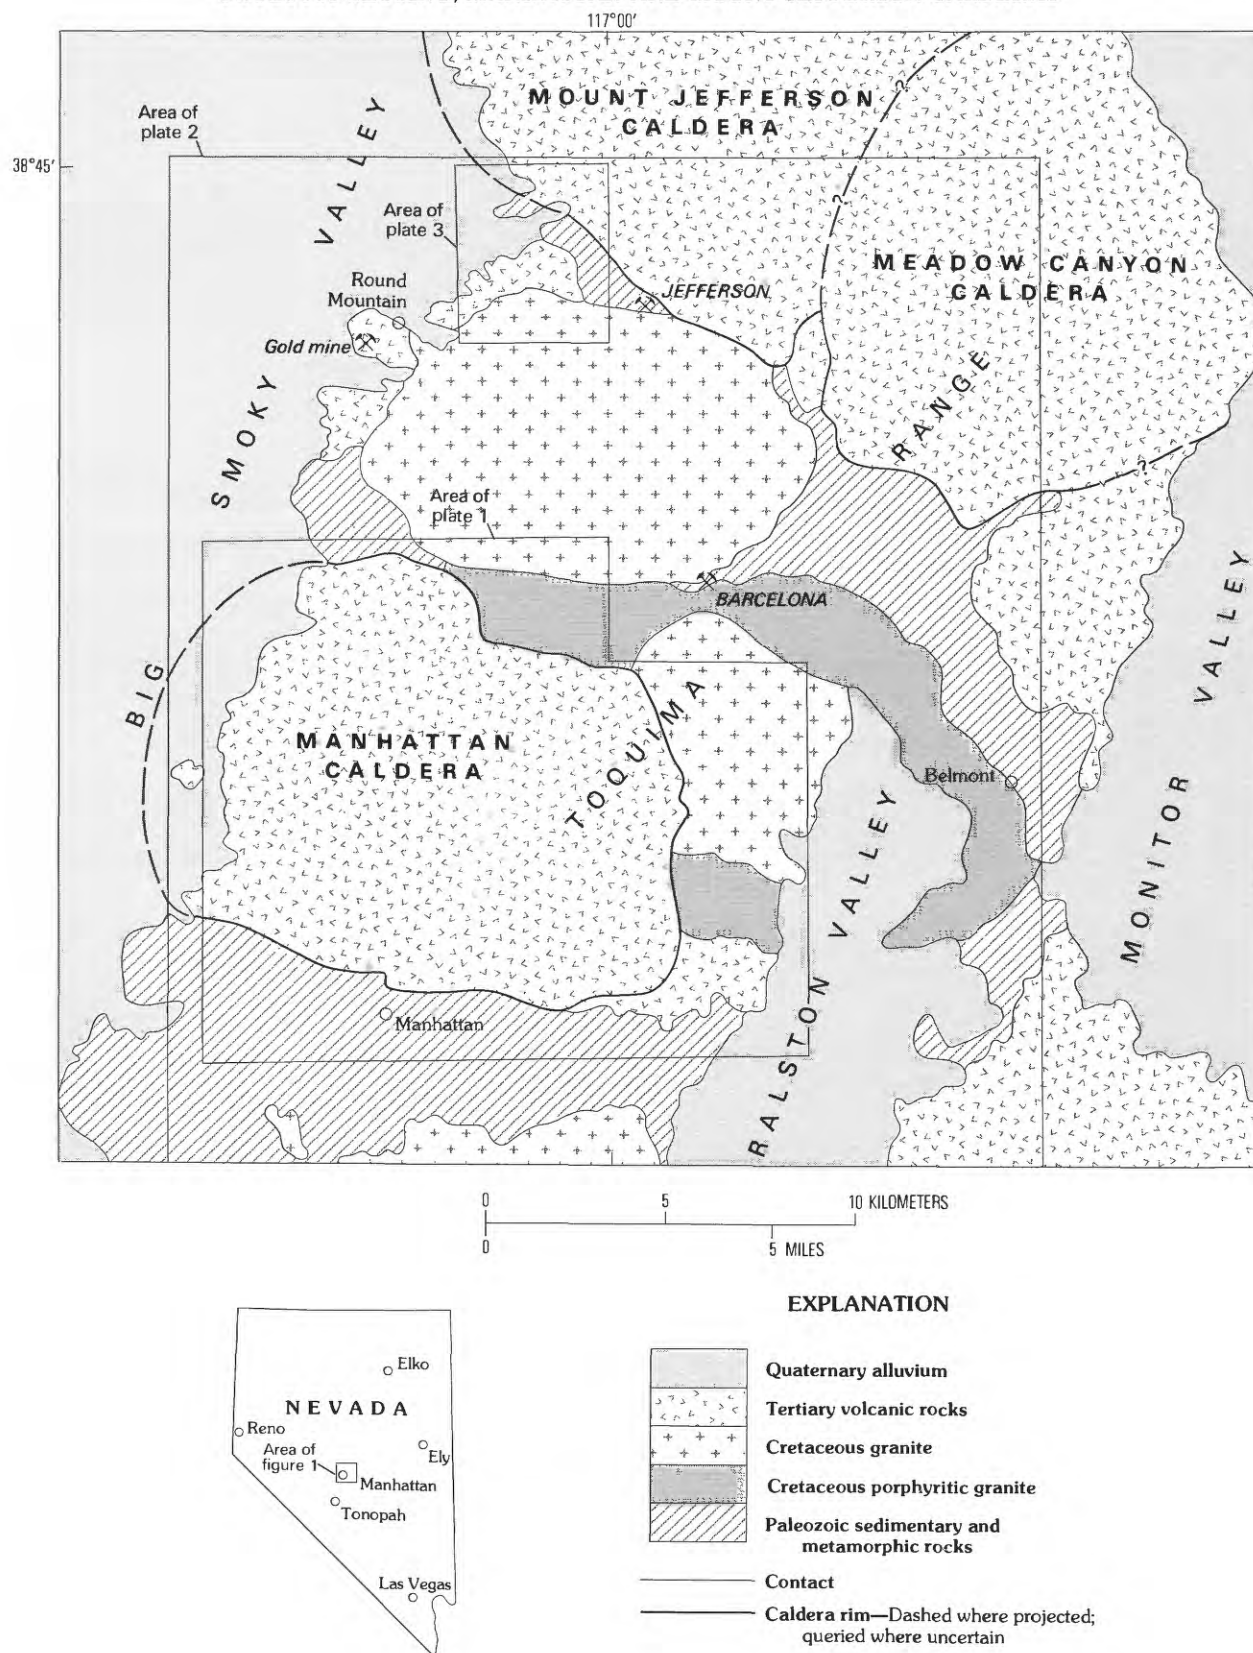 117°00′
38°45′
Area of
plate 2
MOUNT JEFFERSON
CALDERA
Area of
plate 3
BIG SMOKY VALLEY
Round
Mountain
JEFFERSON
Gold mine
MEADOW CANYON
CALDERA
TOQUIMA RANGE
Area of
plate 1
BARCELONA
MANHATTAN
CALDERA
Belmont
MONITOR VALLEY
RALSTON VALLEY
Manhattan
?
?
?
0 5 10 KILOMETERS
0 5 MILES
NEVADA
Elko
Reno
Ely
Area of
figure 1
Manhattan
Tonopah
Las Vegas
EXPLANATION
Quaternary alluvium
Tertiary volcanic rocks
Cretaceous granite
Cretaceous porphyritic granite
Paleozoic sedimentary and
metamorphic rocks
Contact
Caldera rim—Dashed where projected;
queried where uncertain